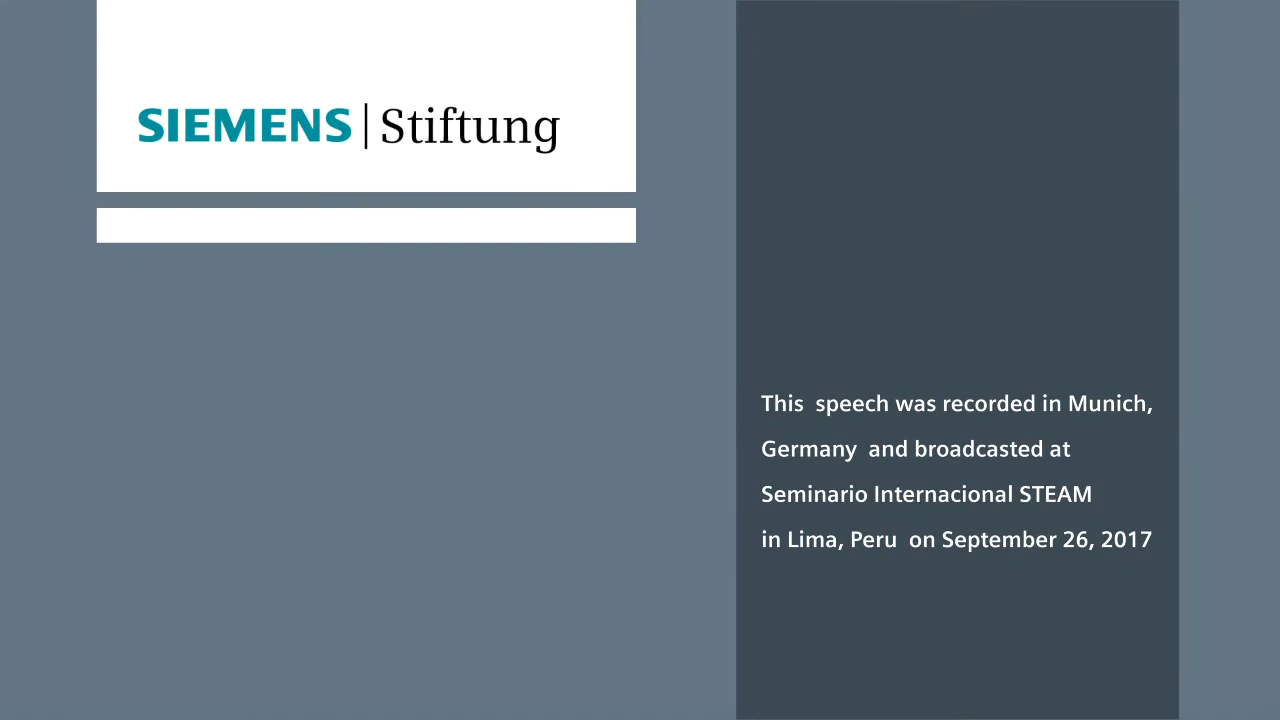 SIEMENS | Stiftung
This speech was recorded in Munich,
Germany and broadcasted at
Seminario Internacional STEAM
in Lima, Peru on September 26, 2017